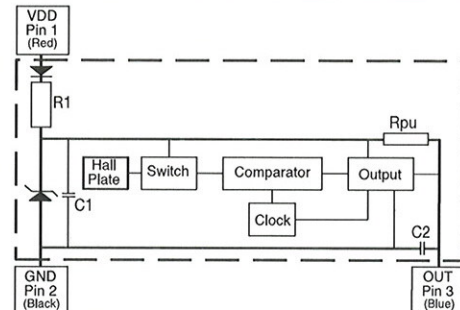 VDD
Pin 1
(Red)
R1
Rpu
Hall
Plate
Switch
Comparator
Output
C1
Clock
C2
GND
Pin 2
(Black)
OUT
Pin 3
(Blue)